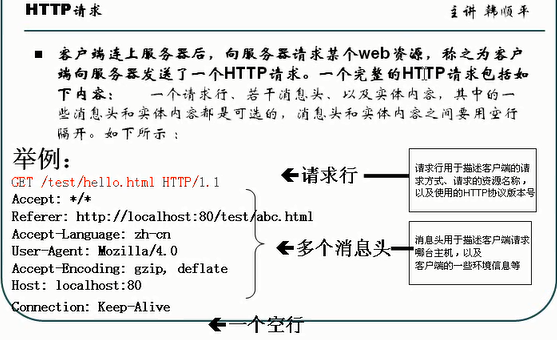 HTTP请求
主讲 韩顺平
客户端连上服务器后，向服务器请求某个web资源，称之为客户
端向服务器发送了一个HTTP请求。一个完整的HTTP请求包括如
下内容： 一个请求行、若干消息头、以及实体内容，其中的一
些消息头和实体内容都是可选的，消息头和实体内容之间要用空行
隔开。如下所示：
举例：
GET /test/hello.html HTTP/1.1
Accept: */*
Referer: http://localhost:80/test/abc.html
Accept-Language: zh-cn
User-Agent: Mozilla/4.0
Accept-Encoding: gzip, deflate
Host: localhost:80
Connection: Keep-Alive
请求行
请求行用于描述客户端的请
求方式、请求的资源名称，
以及使用的HTTP协议版本号
多个消息头
消息头用于描述客户端请求
哪台主机，以及
客户端的一些环境信息等
一个空行